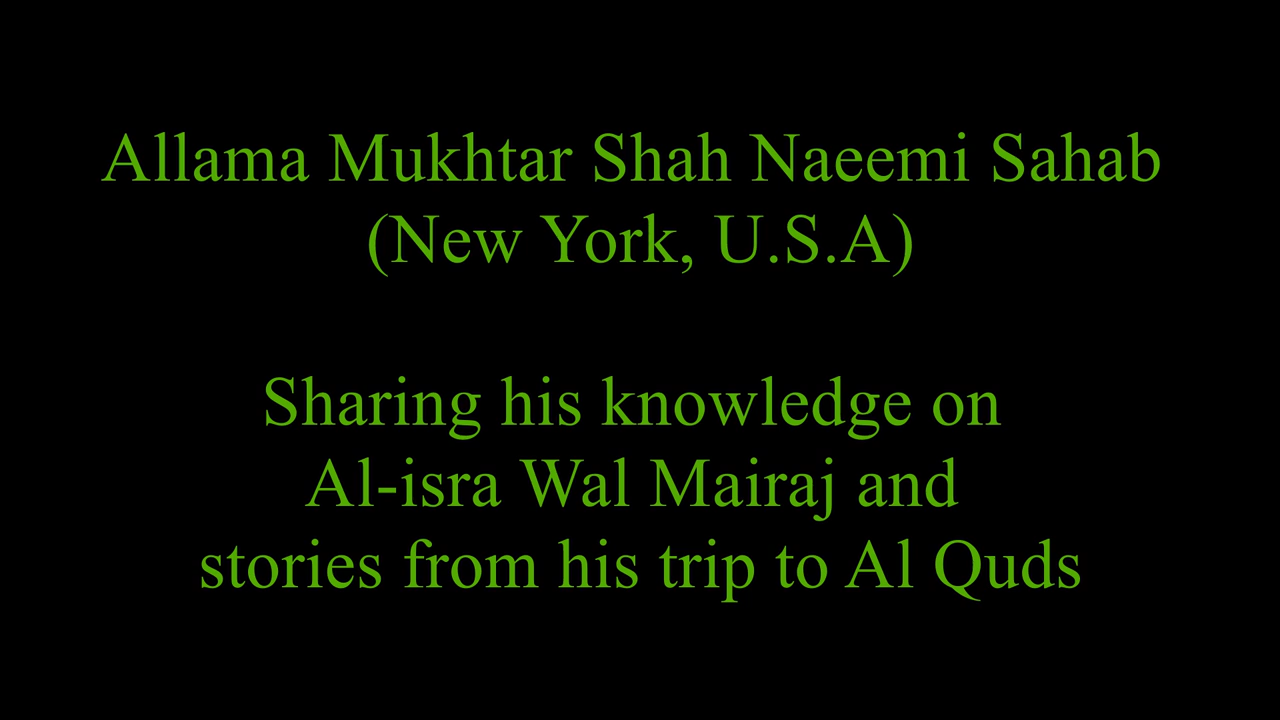 Allama Mukhtar Shah Naeemi Sahab
(New York, U.S.A)
Sharing his knowledge on
Al-isra Wal Mairaj and
stories from his trip to Al Quds